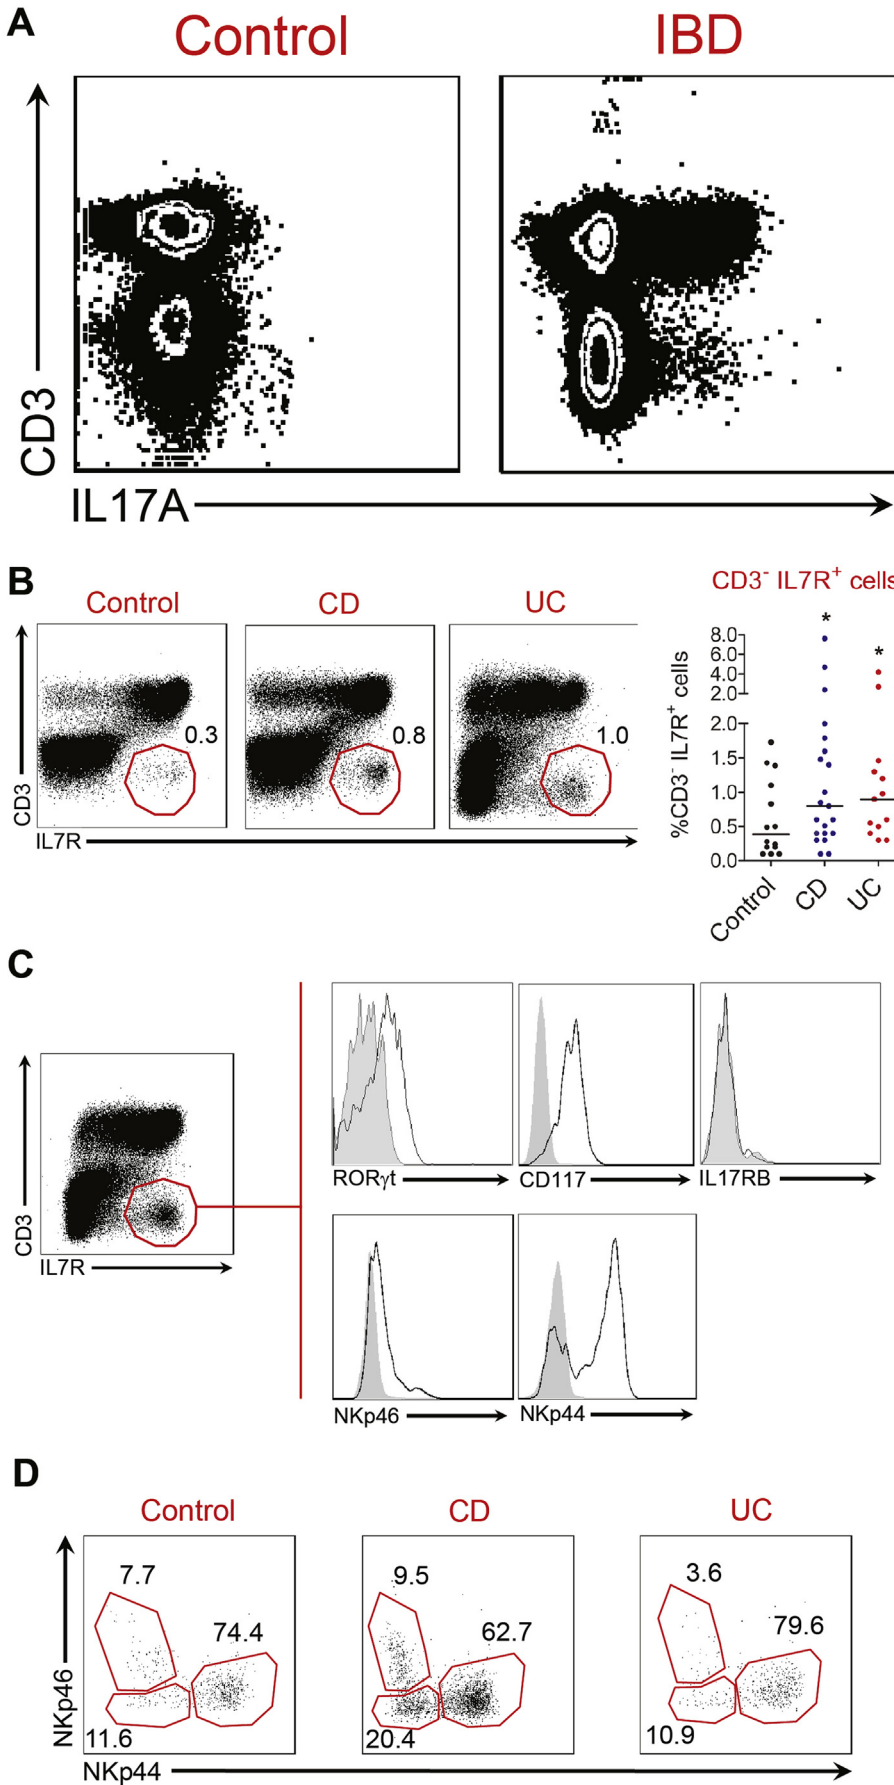 A
Control
IBD
CD3
IL17A
B
Control
CD
UC
CD3⁻ IL7R⁺ cells
0.3
0.8
1.0
CD3
IL7R
%CD3⁻ IL7R⁺ cells
*
*
8.0
6.0
4.0
2.0
2.0
1.5
1.0
0.5
0.0
Control
CD
UC
C
CD3
IL7R
RORγt
CD117
IL17RB
NKp46
NKp44
D
Control
CD
UC
NKp46
7.7
74.4
11.6
9.5
62.7
20.4
3.6
79.6
10.9
NKp44